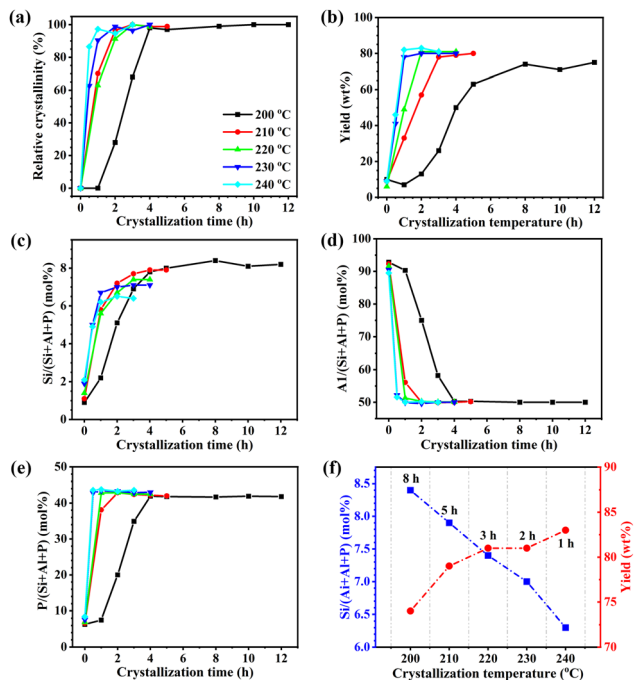 (a)
Relative crystallinity (%)
100
80
60
40
20
0
0 2 4 6 8 10 12
Crystallization time (h)
200 °C
210 °C
220 °C
230 °C
240 °C
(b)
Yield (wt%)
100
80
60
40
20
0
0 2 4 6 8 10 12
Crystallization temperature (h)
(c)
Si/(Si+Al+P) (mol%)
10
8
6
4
2
0
0 2 4 6 8 10 12
Crystallization time (h)
(d)
A1/(Si+Al+P) (mol%)
100
90
80
70
60
50
40
0 2 4 6 8 10 12
Crystallization time (h)
(e)
P/(Si+Al+P) (mol%)
50
40
30
20
10
0
0 2 4 6 8 10 12
Crystallization time (h)
(f)
Si/(Ai+Al+P) (mol%)
8.5
8.0
7.5
7.0
6.5
6.0
8 h
5 h
3 h
2 h
1 h
90
85
80
75
70
Yield (wt%)
200 210 220 230 240
Crystallization temperature (°C)